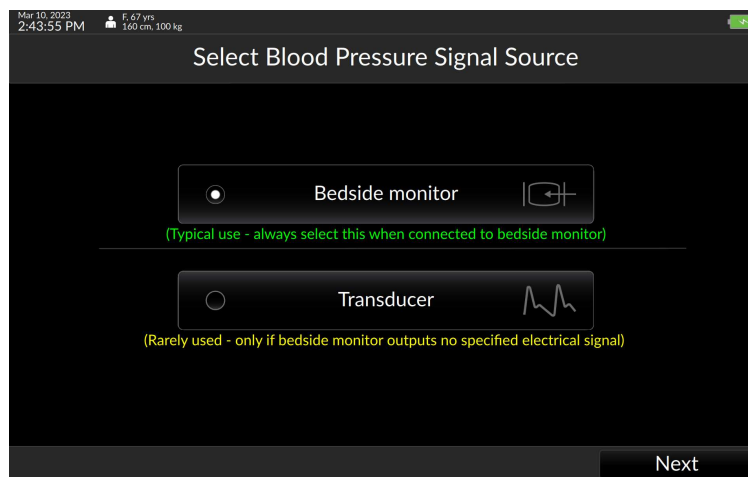 Mar 10, 2023
2:43:55 PM
F, 67 yrs
160 cm, 100 kg
Select Blood Pressure Signal Source
Bedside monitor
(Typical use - always select this when connected to bedside monitor)
Transducer
(Rarely used - only if bedside monitor outputs no specified electrical signal)
Next